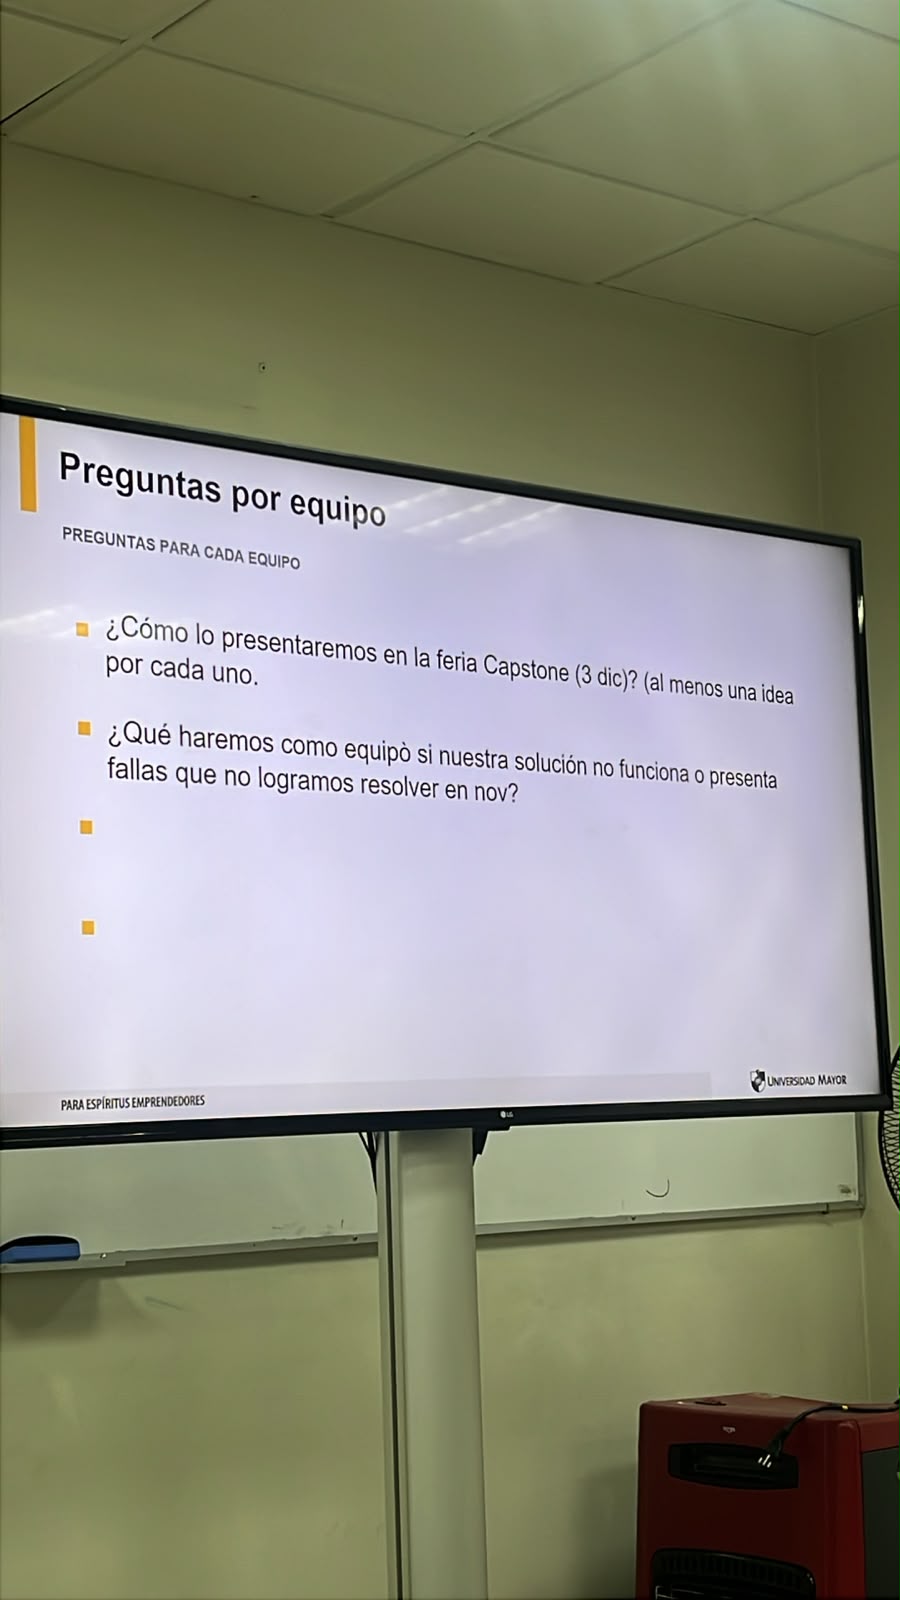 Preguntas por equipo
PREGUNTAS PARA CADA EQUIPO
¿Cómo lo presentaremos en la feria Capstone (3 dic)? (al menos una idea
por cada uno.
¿Qué haremos como equipò si nuestra solución no funciona o presenta
fallas que no logramos resolver en nov?
PARA ESPÍRITUS EMPRENDEDORES
UNIVERSIDAD MAYOR
LG